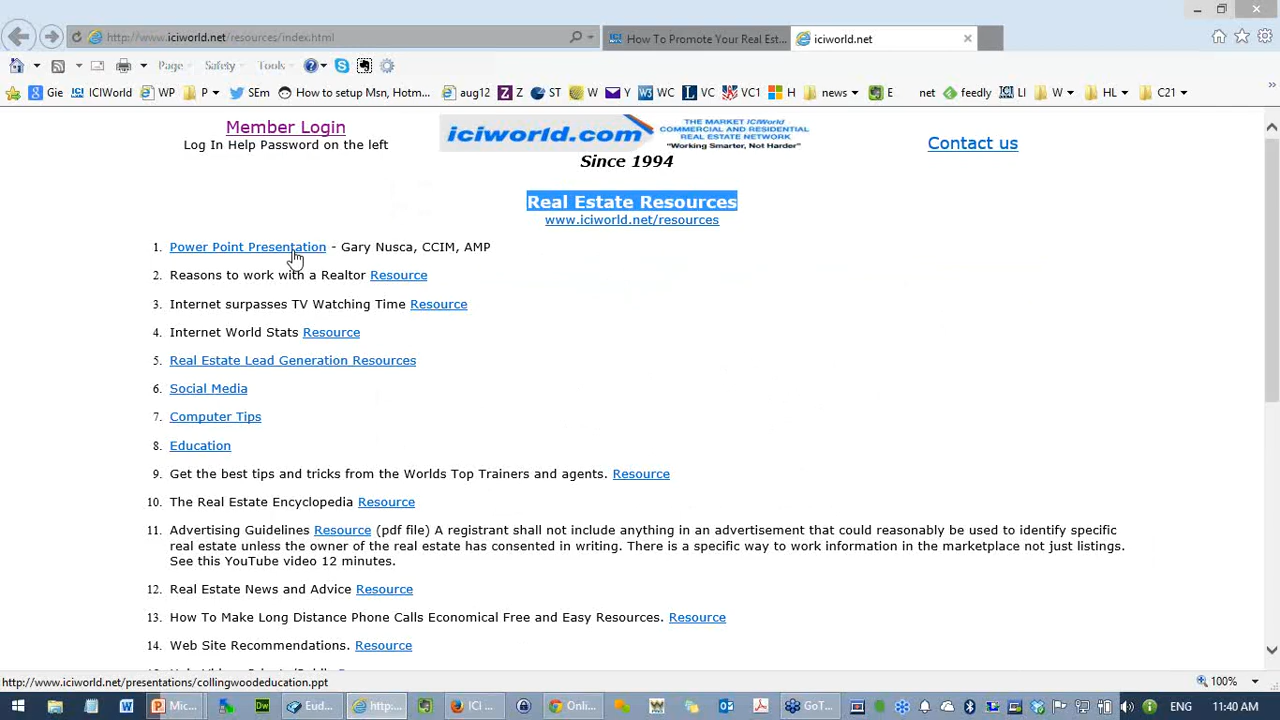 http://www.iciworld.net/resources/index.html
How To Promote Your Real Est...
iciworld.net
Page
Safety
Tools
Gie
ICIWorld
WP
P
SEm
How to setup Msn, Hotm...
aug12
Z
ST
W
Y
WC
VC
VC1
H
news
E
net
feedly
LI
W
HL
C21
Member Login
Log In Help Password on the left
iciworld.com
THE MARKET ICIWorld
COMMERCIAL AND RESIDENTIAL
REAL ESTATE NETWORK
"Working Smarter, Not Harder"
Since 1994
Contact us
Real Estate Resources
www.iciworld.net/resources
1. Power Point Presentation - Gary Nusca, CCIM, AMP
2. Reasons to work with a Realtor Resource
3. Internet surpasses TV Watching Time Resource
4. Internet World Stats Resource
5. Real Estate Lead Generation Resources
6. Social Media
7. Computer Tips
8. Education
9. Get the best tips and tricks from the Worlds Top Trainers and agents. Resource
10. The Real Estate Encyclopedia Resource
11. Advertising Guidelines Resource (pdf file) A registrant shall not include anything in an advertisement that could reasonably be used to identify specific
real estate unless the owner of the real estate has consented in writing. There is a specific way to work information in the marketplace not just listings.
See this YouTube video 12 minutes.
12. Real Estate News and Advice Resource
13. How To Make Long Distance Phone Calls Economical Free and Easy Resources. Resource
14. Web Site Recommendations. Resource
http://www.iciworld.net/presentations/collingwoodeducation.ppt
100%
Mic...
Eud...
http:...
ICI ...
Onli...
GoT...
ENG
11:40 AM